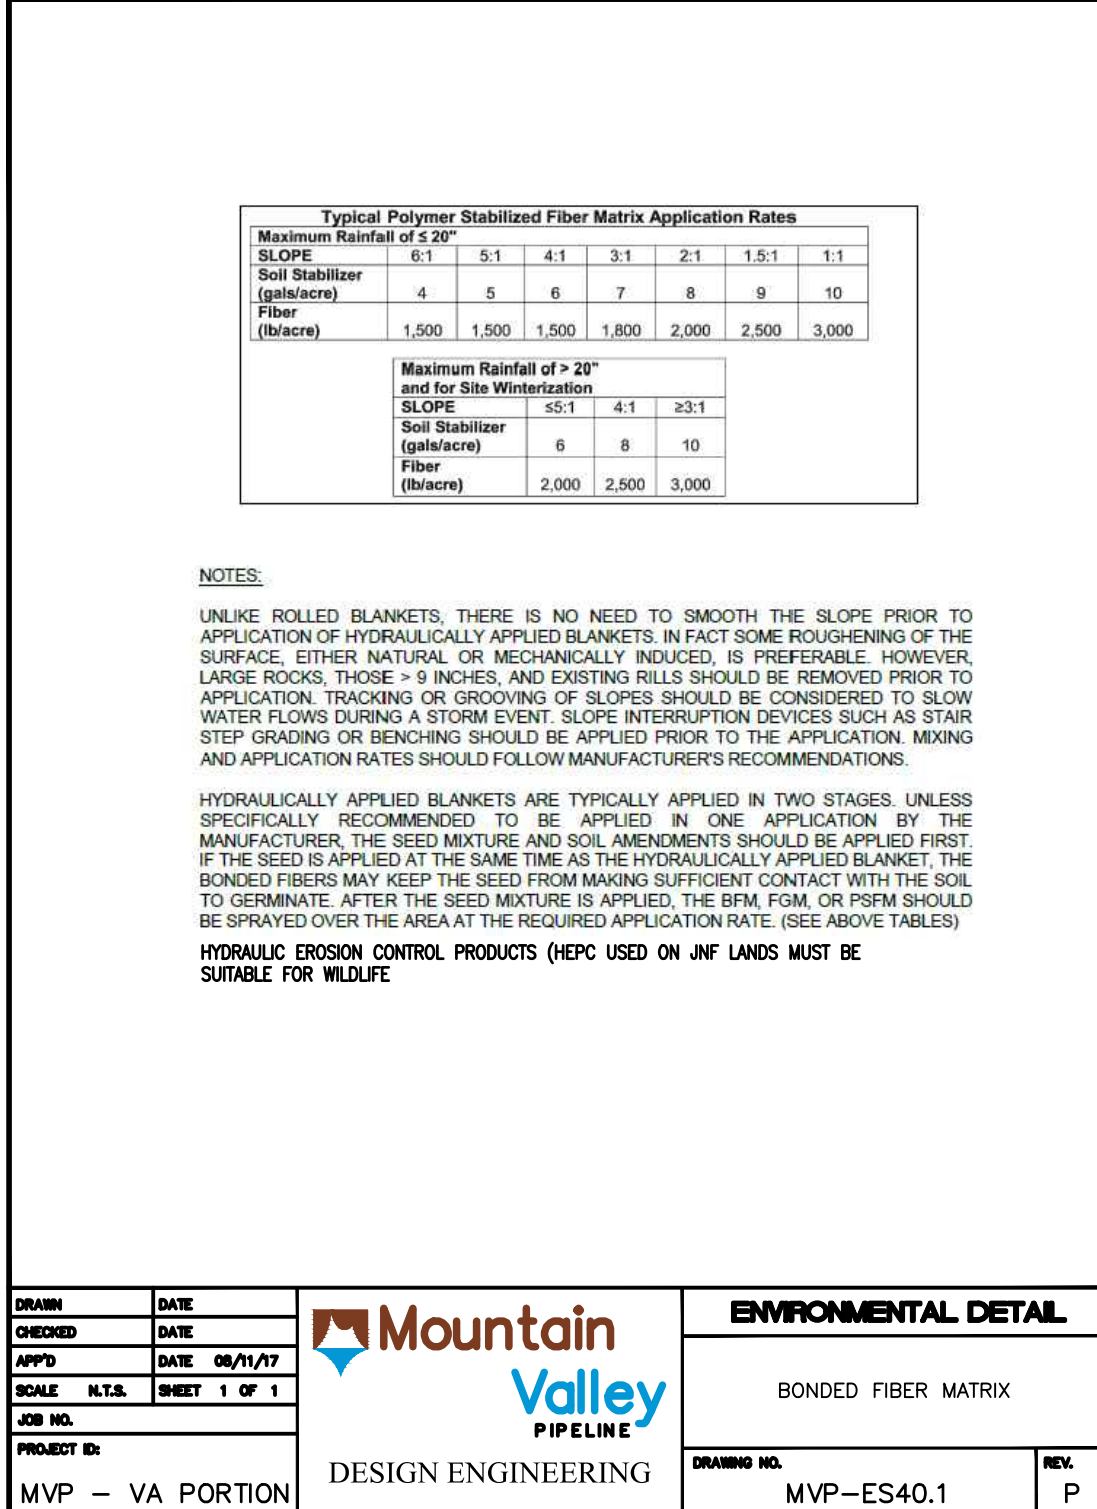 Typical Polymer Stabilized Fiber Matrix Application Rates
Maximum Rainfall of ≤ 20"
SLOPE 6:1 5:1 4:1 3:1 2:1 1.5:1 1:1
Soil Stabilizer
(gals/acre) 4 5 6 7 8 9 10
Fiber
(lb/acre) 1,500 1,500 1,500 1,800 2,000 2,500 3,000
Maximum Rainfall of > 20"
and for Site Winterization
SLOPE ≤5:1 4:1 ≥3:1
Soil Stabilizer
(gals/acre) 6 8 10
Fiber
(lb/acre) 2,000 2,500 3,000
NOTES:
UNLIKE ROLLED BLANKETS, THERE IS NO NEED TO SMOOTH THE SLOPE PRIOR TO
APPLICATION OF HYDRAULICALLY APPLIED BLANKETS. IN FACT SOME ROUGHENING OF THE
SURFACE, EITHER NATURAL OR MECHANICALLY INDUCED, IS PREFERABLE. HOWEVER,
LARGE ROCKS, THOSE > 9 INCHES, AND EXISTING RILLS SHOULD BE REMOVED PRIOR TO
APPLICATION. TRACKING OR GROOVING OF SLOPES SHOULD BE CONSIDERED TO SLOW
WATER FLOWS DURING A STORM EVENT. SLOPE INTERRUPTION DEVICES SUCH AS STAIR
STEP GRADING OR BENCHING SHOULD BE APPLIED PRIOR TO THE APPLICATION. MIXING
AND APPLICATION RATES SHOULD FOLLOW MANUFACTURER'S RECOMMENDATIONS.
HYDRAULICALLY APPLIED BLANKETS ARE TYPICALLY APPLIED IN TWO STAGES. UNLESS
SPECIFICALLY RECOMMENDED TO BE APPLIED IN ONE APPLICATION BY THE
MANUFACTURER, THE SEED MIXTURE AND SOIL AMENDMENTS SHOULD BE APPLIED FIRST.
IF THE SEED IS APPLIED AT THE SAME TIME AS THE HYDRAULICALLY APPLIED BLANKET, THE
BONDED FIBERS MAY KEEP THE SEED FROM MAKING SUFFICIENT CONTACT WITH THE SOIL
TO GERMINATE. AFTER THE SEED MIXTURE IS APPLIED, THE BFM, FGM, OR PSFM SHOULD
BE SPRAYED OVER THE AREA AT THE REQUIRED APPLICATION RATE. (SEE ABOVE TABLES)
HYDRAULIC EROSION CONTROL PRODUCTS (HEPC USED ON JNF LANDS MUST BE
SUITABLE FOR WILDLIFE
DRAWN DATE
CHECKED DATE
APP'D DATE 08/11/17
SCALE N.T.S. SHEET 1 OF 1
JOB NO.
PROJECT ID:
MVP - VA PORTION
Mountain
Valley
PIPELINE
DESIGN ENGINEERING
ENVIRONMENTAL DETAIL
BONDED FIBER MATRIX
DRAWING NO.
MVP-ES40.1
REV.
P